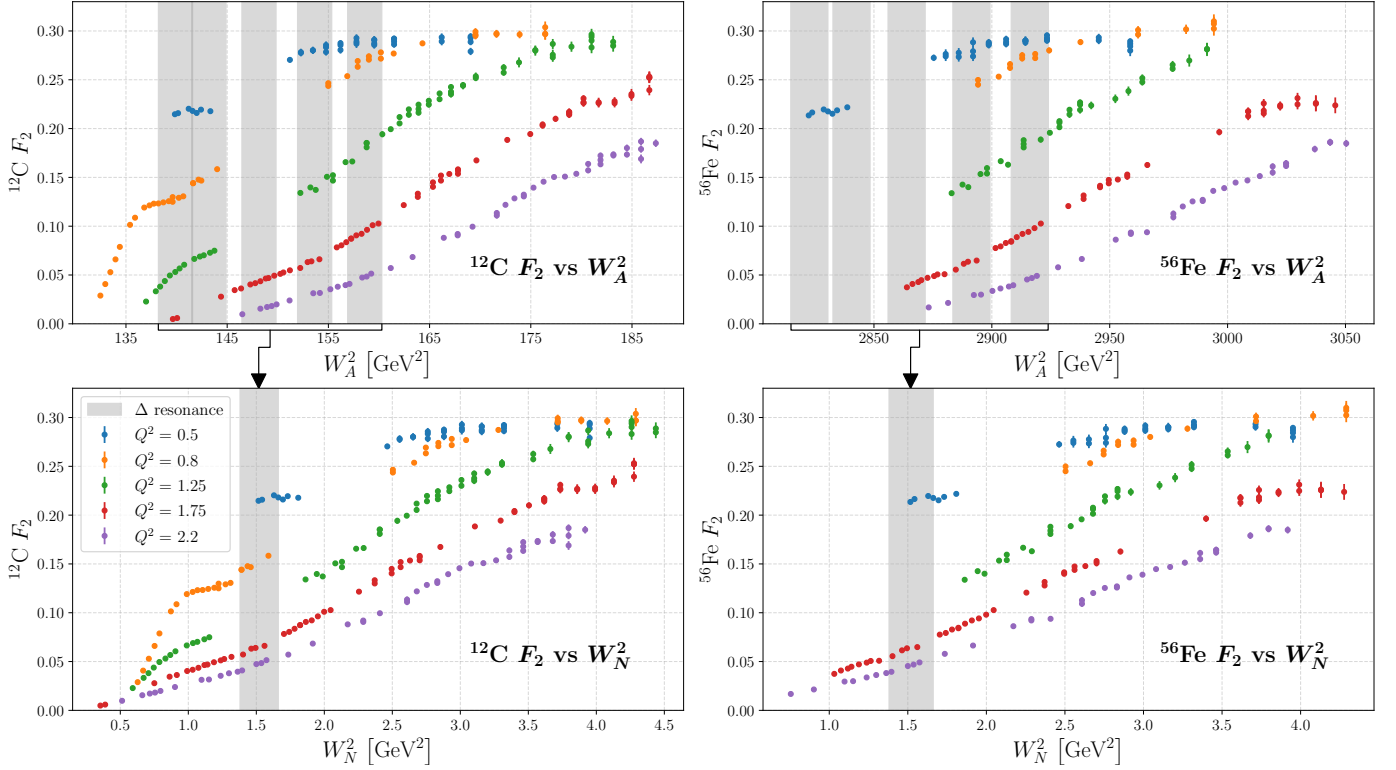 0.30
0.25
0.20
0.15
0.10
0.05
0.00
¹²C F₂
135 145 155 165 175 185
W²_A [GeV²]
¹²C F₂ vs W²_A
0.30
0.25
0.20
0.15
0.10
0.05
0.00
⁵⁶Fe F₂
2850 2900 2950 3000 3050
W²_A [GeV²]
⁵⁶Fe F₂ vs W²_A
0.30
0.25
0.20
0.15
0.10
0.05
0.00
¹²C F₂
Δ resonance
Q² = 0.5
Q² = 0.8
Q² = 1.25
Q² = 1.75
Q² = 2.2
0.5 1.0 1.5 2.0 2.5 3.0 3.5 4.0 4.5
W²_N [GeV²]
¹²C F₂ vs W²_N
0.30
0.25
0.20
0.15
0.10
0.05
0.00
⁵⁶Fe F₂
1.0 1.5 2.0 2.5 3.0 3.5 4.0
W²_N [GeV²]
⁵⁶Fe F₂ vs W²_N